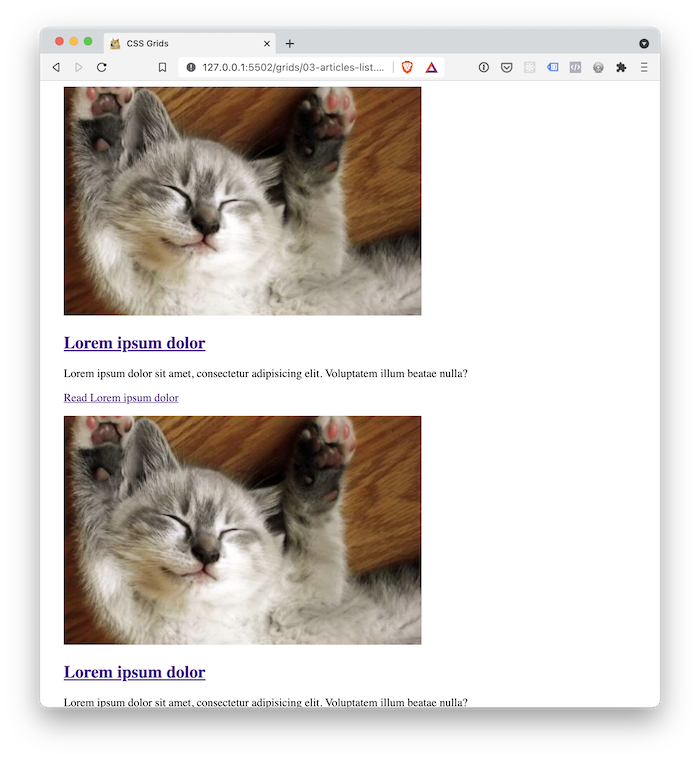 CSS Grids
127.0.0.1:5502/grids/03-articles-list....
Lorem ipsum dolor
Lorem ipsum dolor sit amet, consectetur adipisicing elit. Voluptatem illum beatae nulla?
Read Lorem ipsum dolor
Lorem ipsum dolor
Lorem ipsum dolor sit amet, consectetur adipisicing elit. Voluptatem illum beatae nulla?